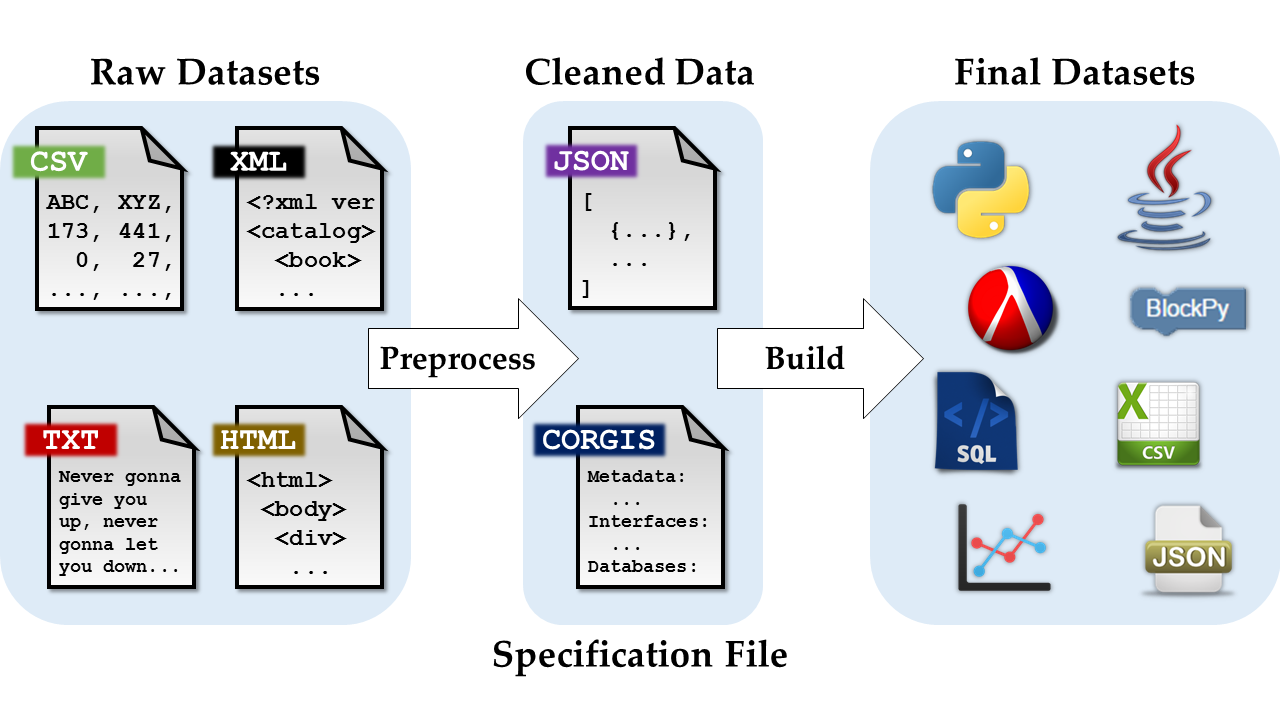 Raw Datasets
Cleaned Data
Final Datasets
CSV
ABC, XYZ,
173, 441,
0, 27,
..., ...,
XML
<?xml ver
<catalog>
<book>
...
TXT
Never gonna
give you
up, never
gonna let
you down...
HTML
<html>
<body>
<div>
...
Preprocess
JSON
[
{...},
...
]
CORGIS
Metadata:
...
Interfaces:
...
Databases:
Build
BlockPy
</>
SQL
X
CSV
JSON
Specification File